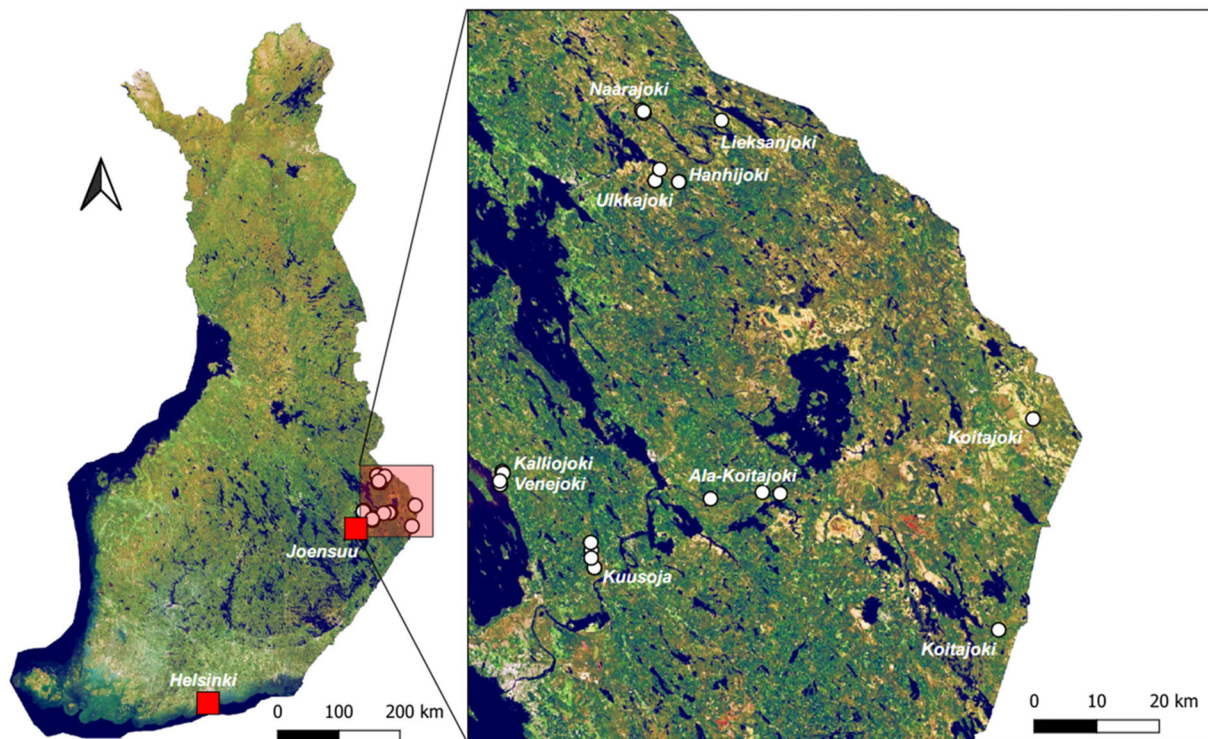 Joensuu
Helsinki
0 100 200 km
Naarajoki
Lieksanjoki
Hanhijoki
Ulkkajoki
Koitajoki
Kalliojoki
Venejoki
Ala-Koitajoki
Kuusoja
Koitajoki
0 10 20 km